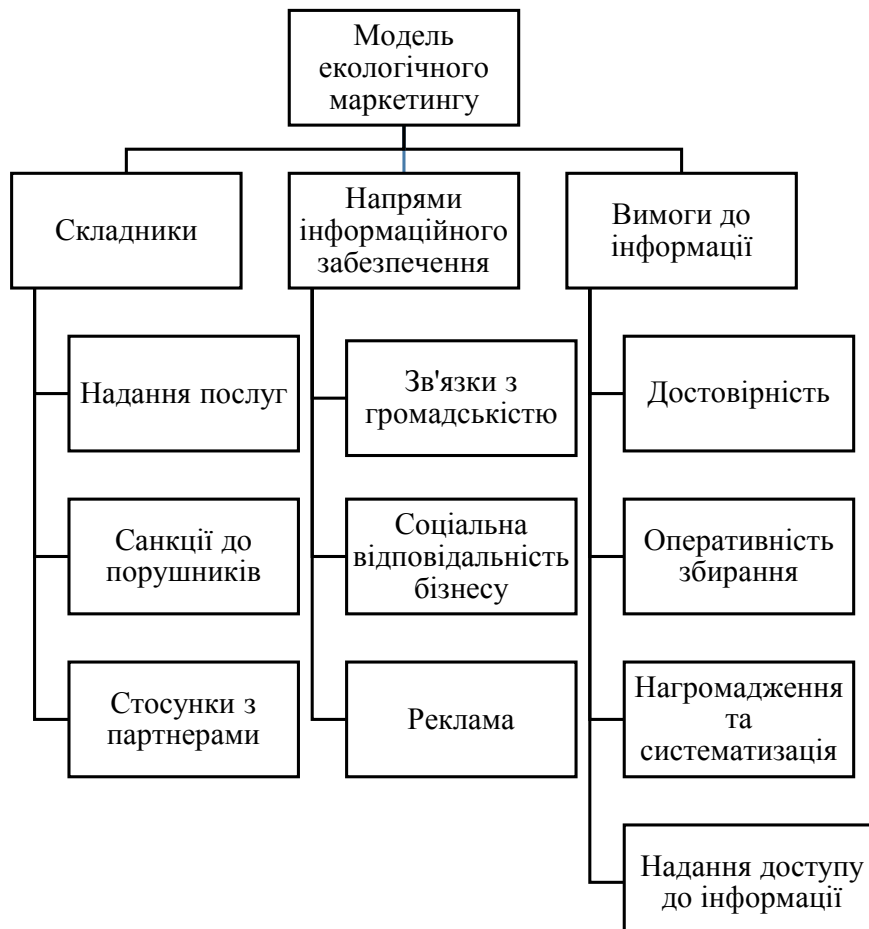 Модель
екологічного
маркетингу
Складники
Напрями
інформаційного
забезпечення
Вимоги до
інформації
Надання послуг
Зв'язки з
громадськістю
Достовірність
Санкції до
порушників
Соціальна
відповідальність
бізнесу
Оперативність
збирання
Стосунки з
партнерами
Реклама
Нагромадження
та
систематизація
Надання доступу
до інформації